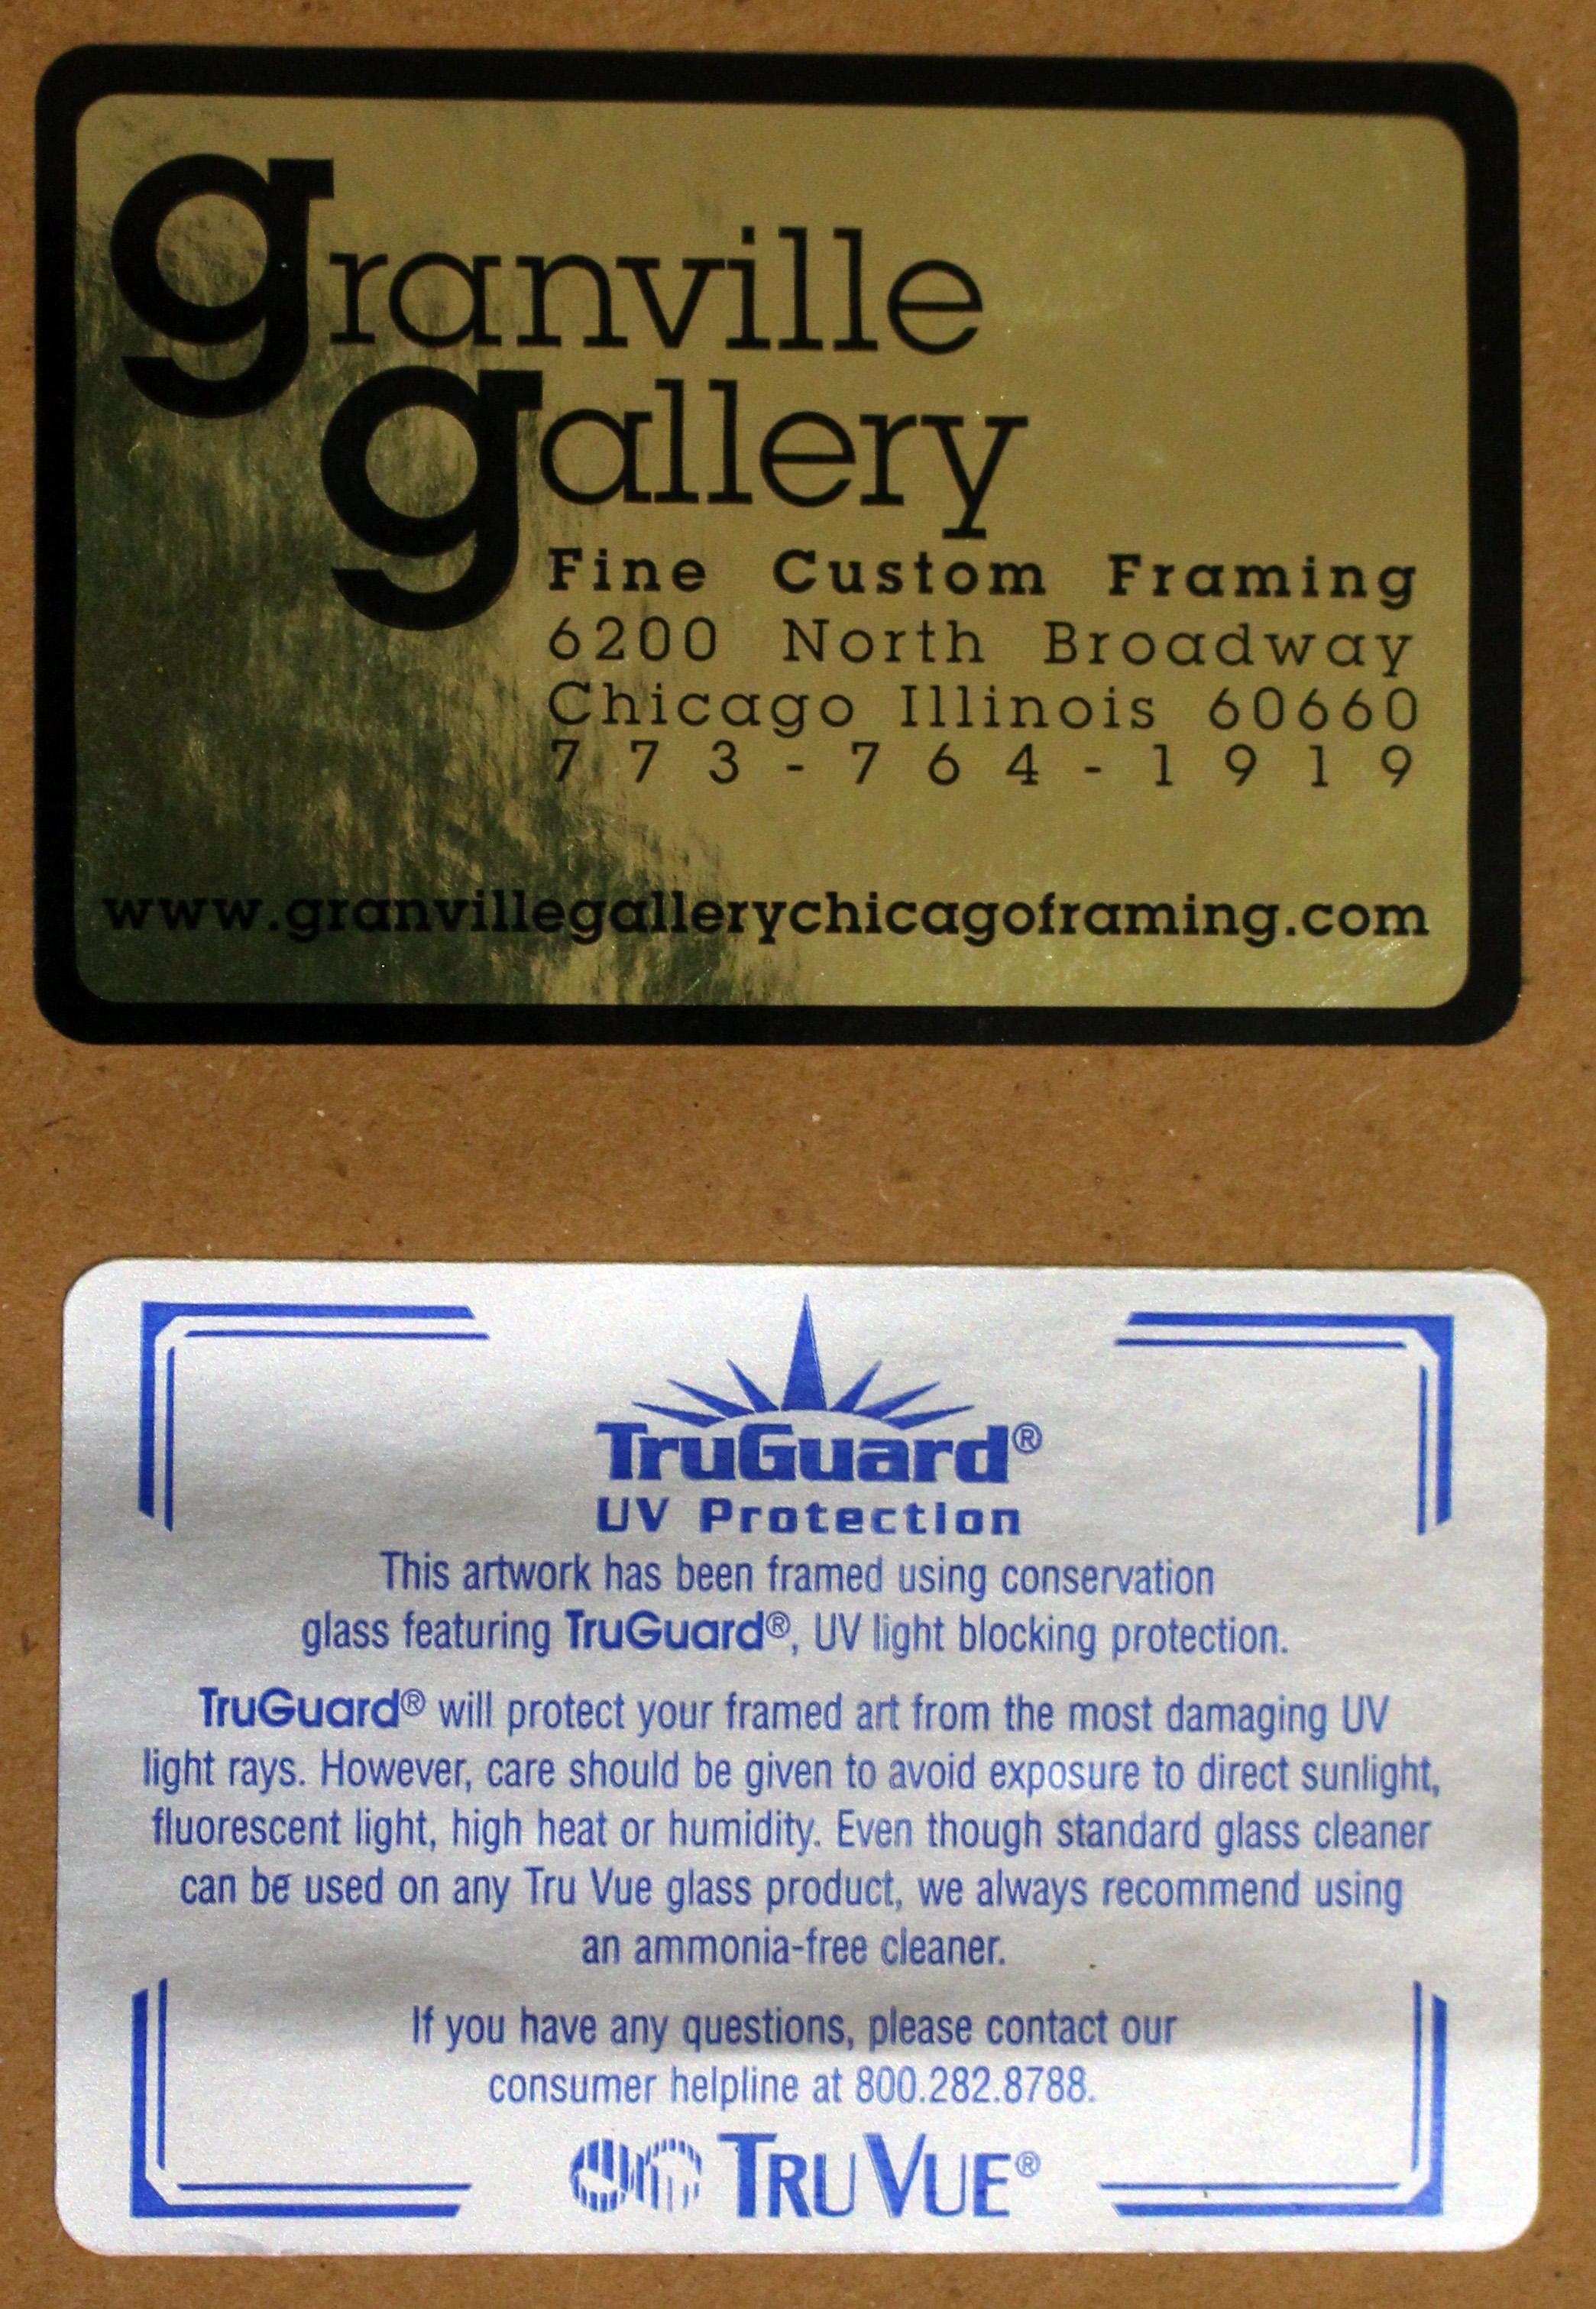 granville
gallery
Fine Custom Framing
6200 North Broadway
Chicago Illinois 60660
773-764-1919
www.granvillegallerychicagoframing.com
TruGuard®
UV Protection
This artwork has been framed using conservation
glass featuring TruGuard®, UV light blocking protection.
TruGuard® will protect your framed art from the most damaging UV
light rays. However, care should be given to avoid exposure to direct sunlight,
fluorescent light, high heat or humidity. Even though standard glass cleaner
can be used on any Tru Vue glass product, we always recommend using
an ammonia-free cleaner.
If you have any questions, please contact our
consumer helpline at 800.282.8788.
TRU VUE®